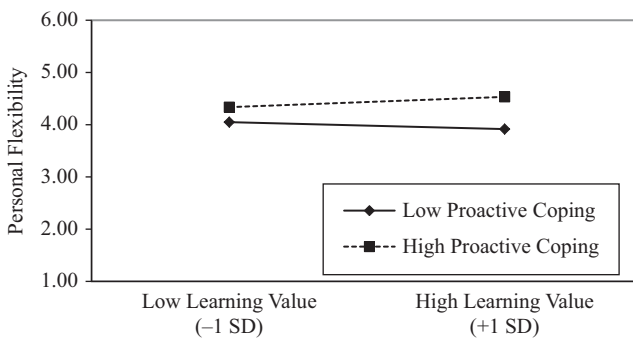 6.00
5.00
4.00
3.00
2.00
1.00
Personal Flexibility
Low Proactive Coping
High Proactive Coping
Low Learning Value
(–1 SD)
High Learning Value
(+1 SD)